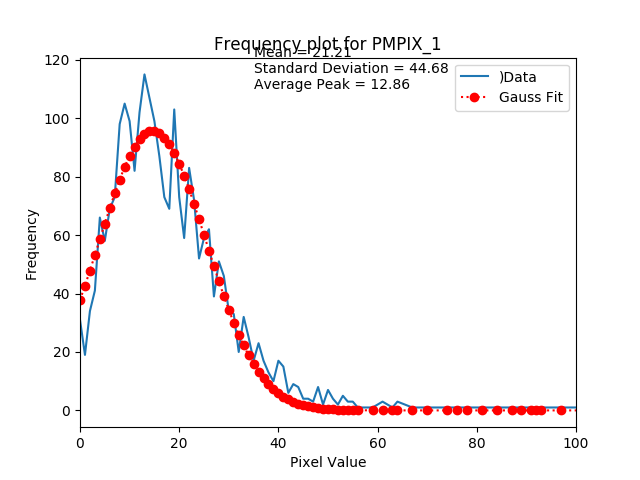 Frequency plot for PMPIX_1
Mean = 21.21
Standard Deviation = 44.68
Average Peak = 12.86
)Data
Gauss Fit
120
100
80
60
40
20
0
Frequency
0 20 40 60 80 100
Pixel Value